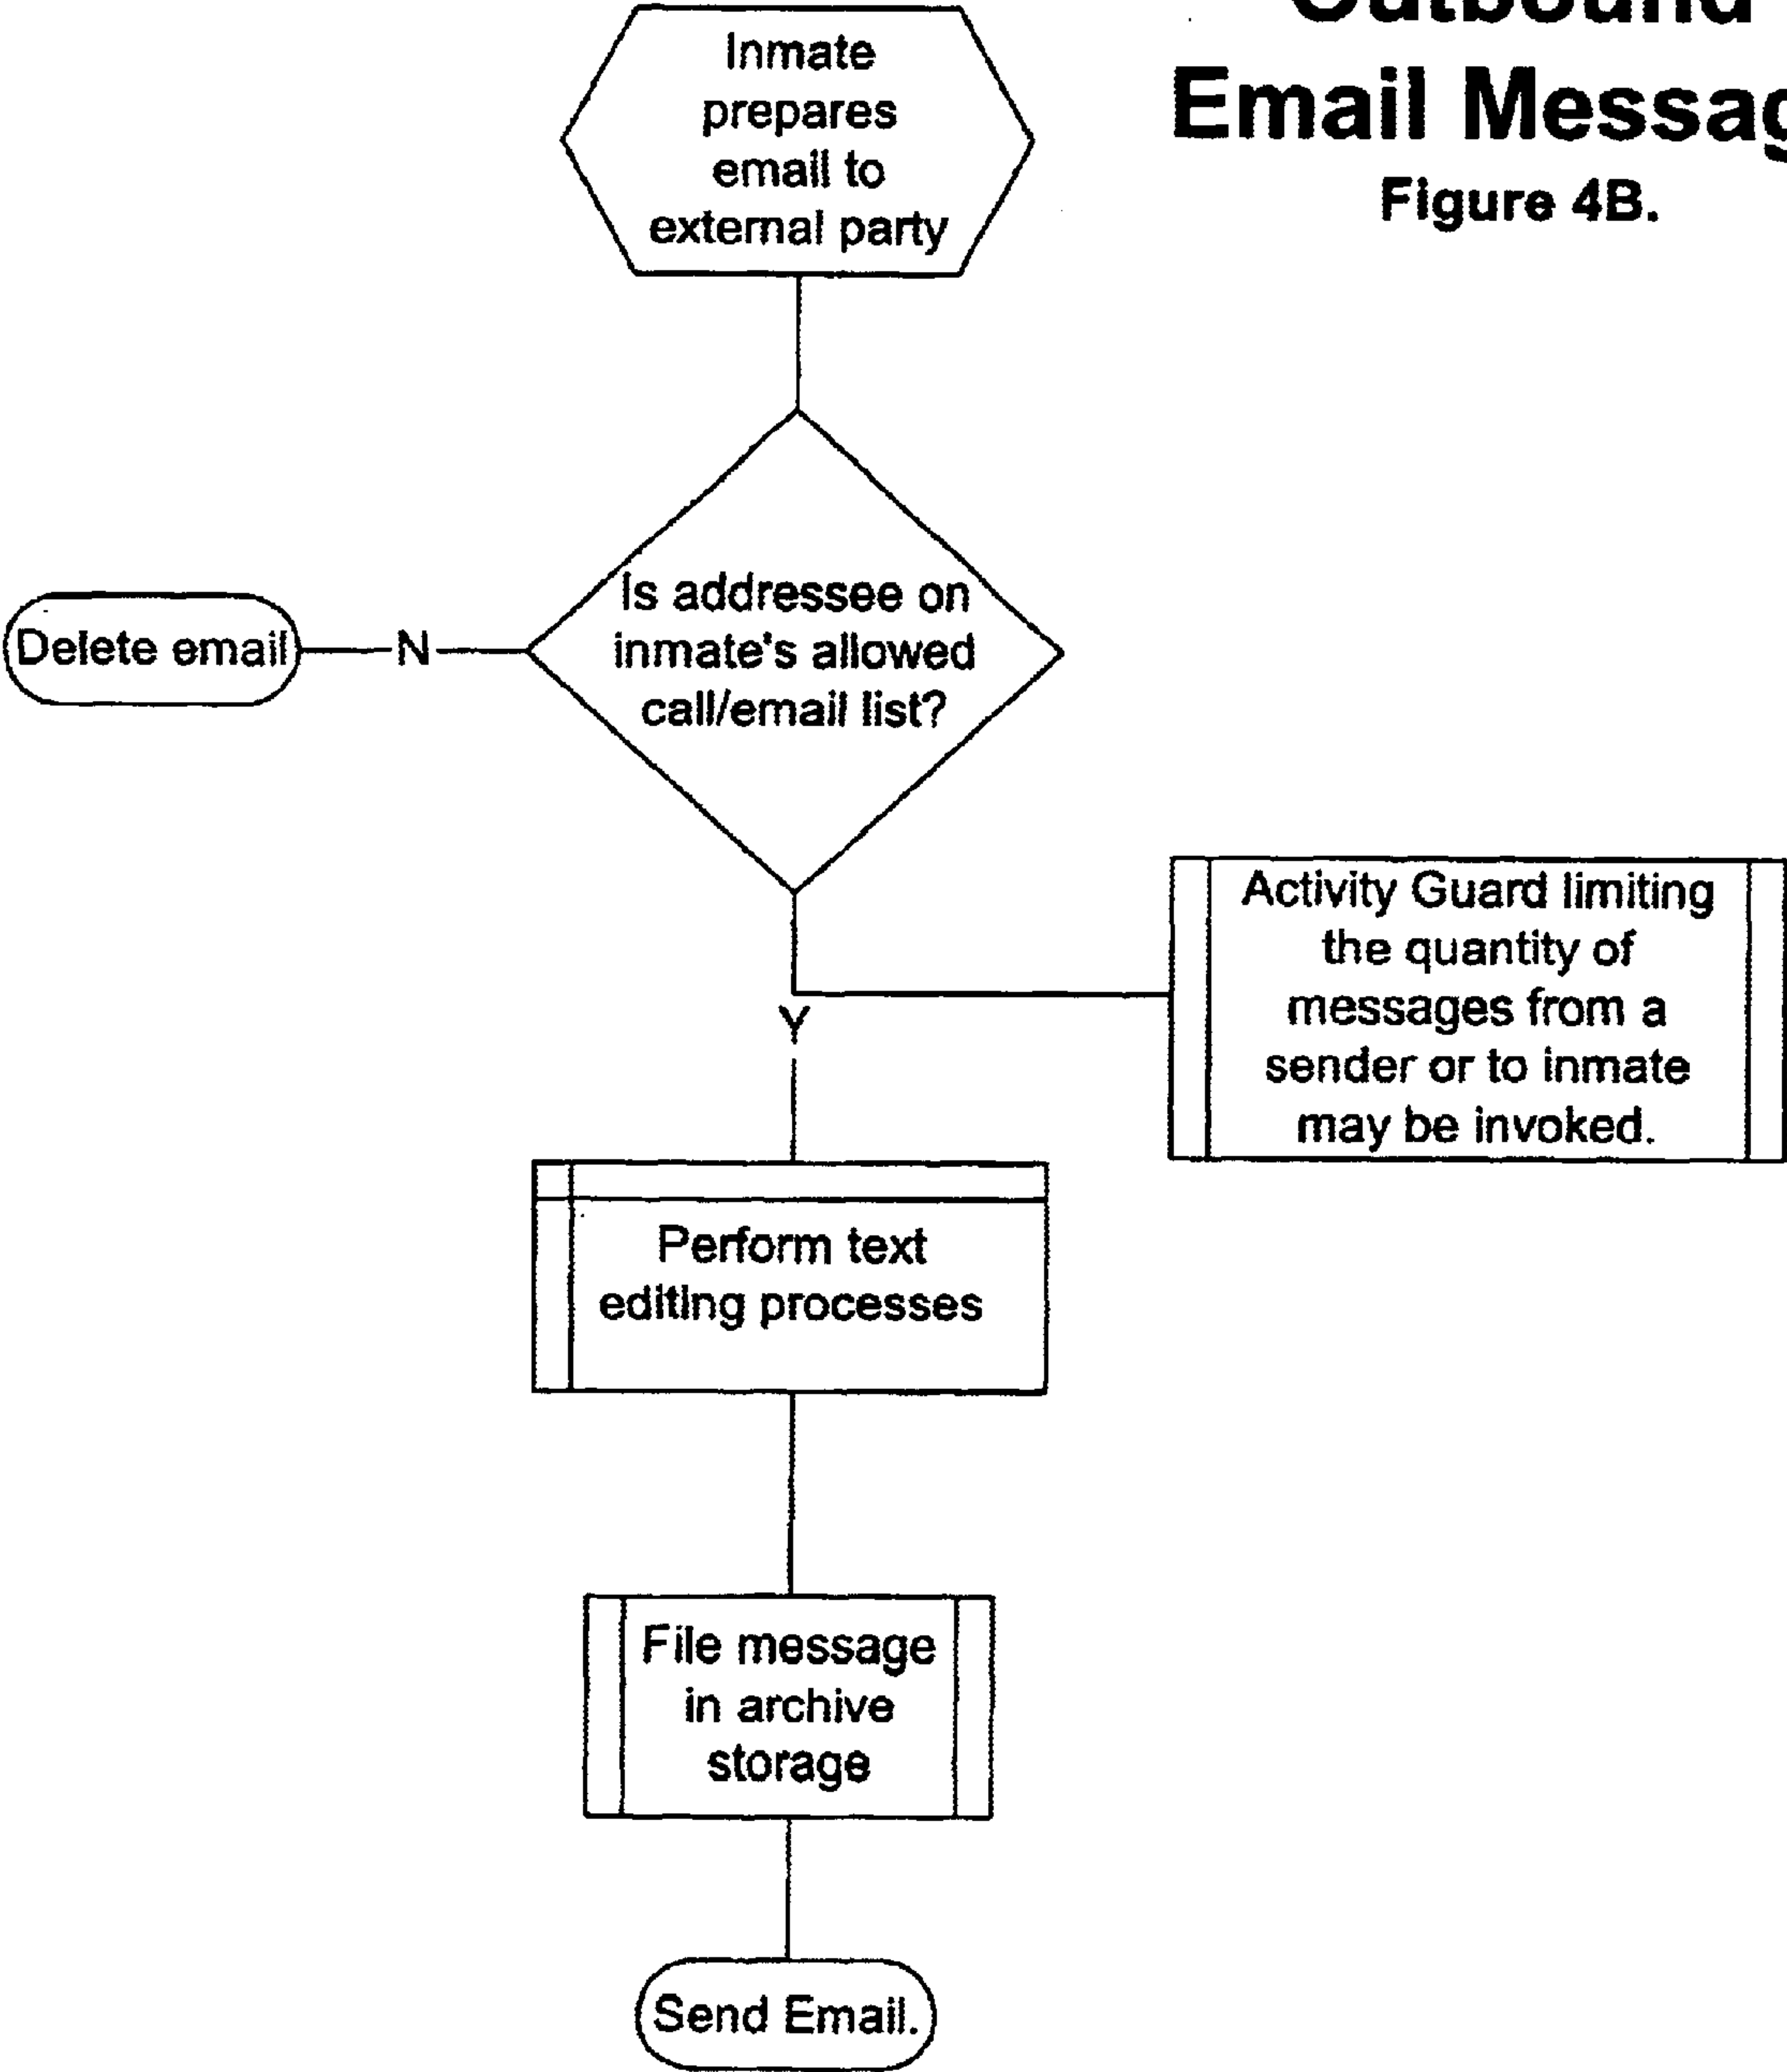 Outbound
Email Messag
Figure 4B.
Inmate
prepares
email to
external party
Is addressee on
inmate's allowed
call/email list?
N
Delete email
Y
Activity Guard limiting
the quantity of
messages from a
sender or to inmate
may be invoked.
Perform text
editing processes
File message
in archive
storage
Send Email.